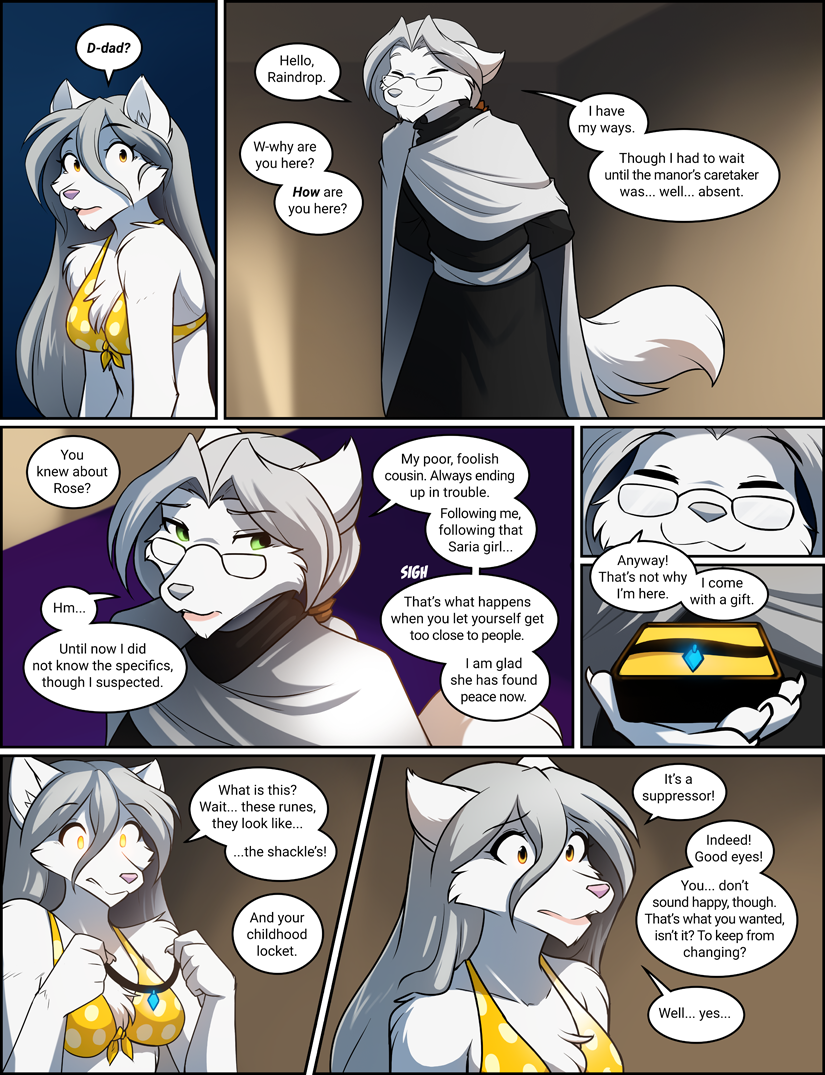 D-dad?
Hello,
Raindrop.
W-why are
you here?
How are
you here?
I have
my ways.
Though I had to wait
until the manor's caretaker
was... well... absent.
You
knew about
Rose?
Hm...
Until now I did
not know the specifics,
though I suspected.
My poor, foolish
cousin. Always ending
up in trouble.
Following me,
following that
Saria girl...
SIGH
That's what happens
when you let yourself get
too close to people.
I am glad
she has found
peace now.
Anyway!
That's not why
I'm here.
I come
with a gift.
What is this?
Wait... these runes,
they look like...
...the shackle's!
And your
childhood
locket.
It's a
suppressor!
Indeed!
Good eyes!
You... don't
sound happy, though.
That's what you wanted,
isn't it? To keep from
changing?
Well... yes...